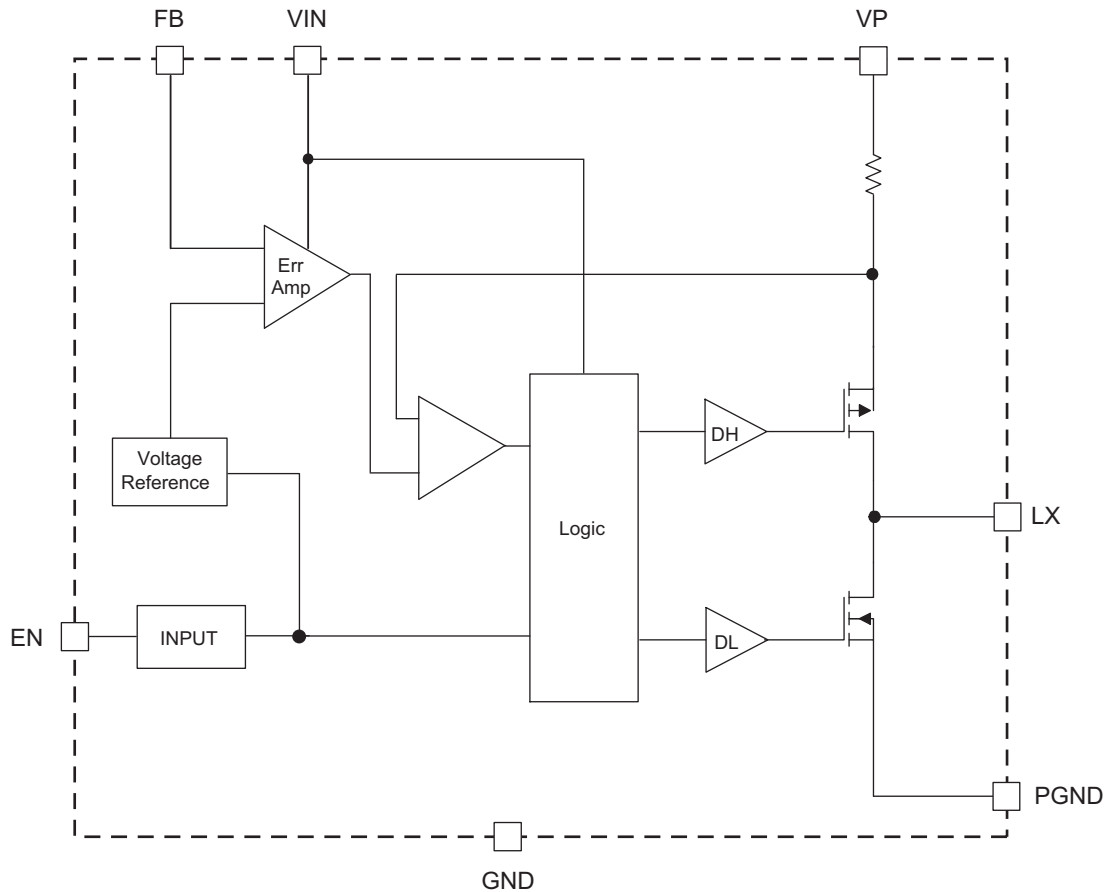 FB
VIN
VP
Err
Amp
Voltage
Reference
DH
Logic
LX
EN
INPUT
DL
PGND
GND